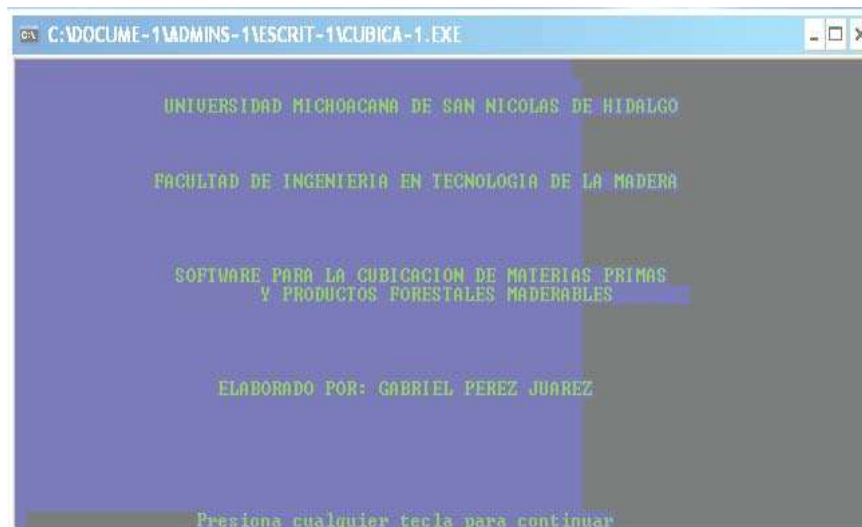 C:\DOCUME~1\ADMINS~1\ESCRIT~1\CUBICA~1.EXE
UNIVERSIDAD MICHOACANA DE SAN NICOLAS DE HIDALGO
FACULTAD DE INGENIERIA EN TECNOLOGIA DE LA MADERA
SOFTWARE PARA LA CUBICACION DE MATERIAS PRIMAS
Y PRODUCTOS FORESTALES MADERABLES
ELABORADO POR: GABRIEL PEREZ JUAREZ
Presiona cualquier tecla para continuar